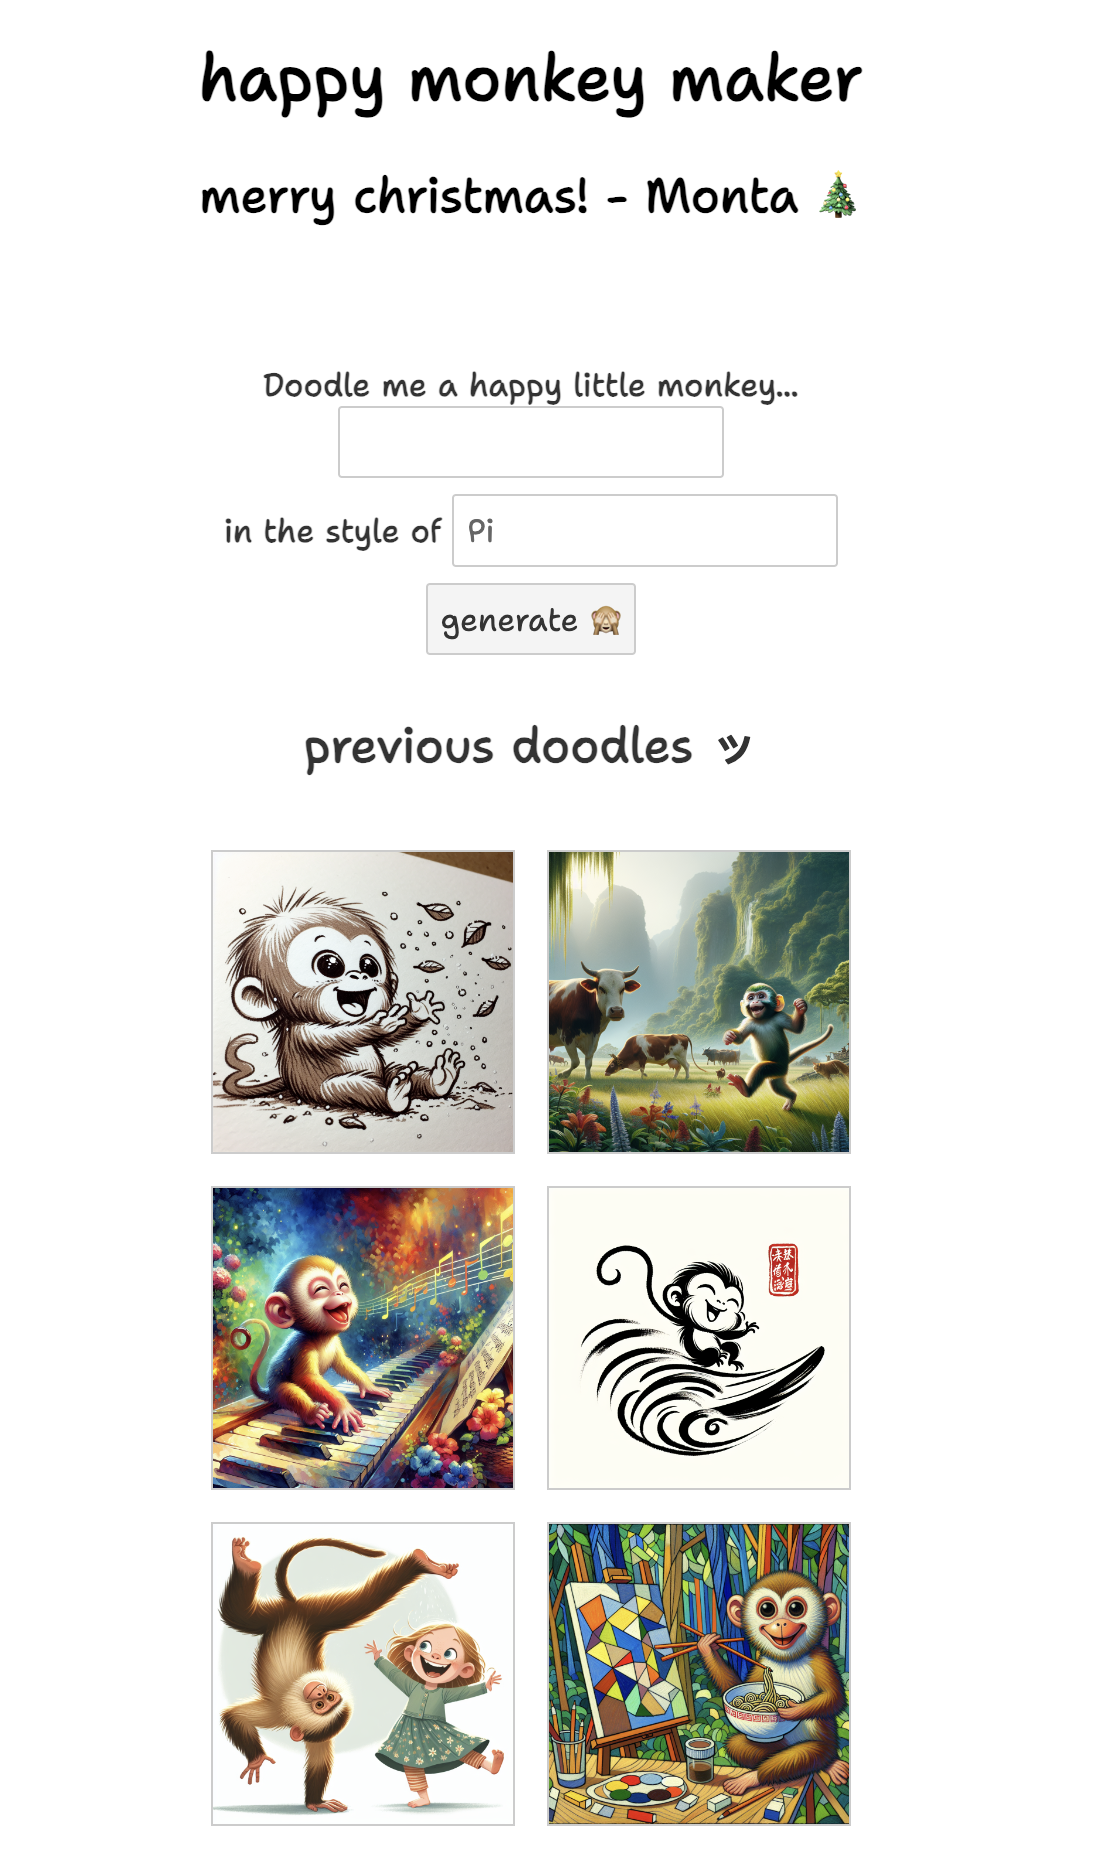 happy monkey maker
merry christmas! - Monta 🎄
Doodle me a happy little monkey...
in the style of Pi
generate 🙈
previous doodles ツ